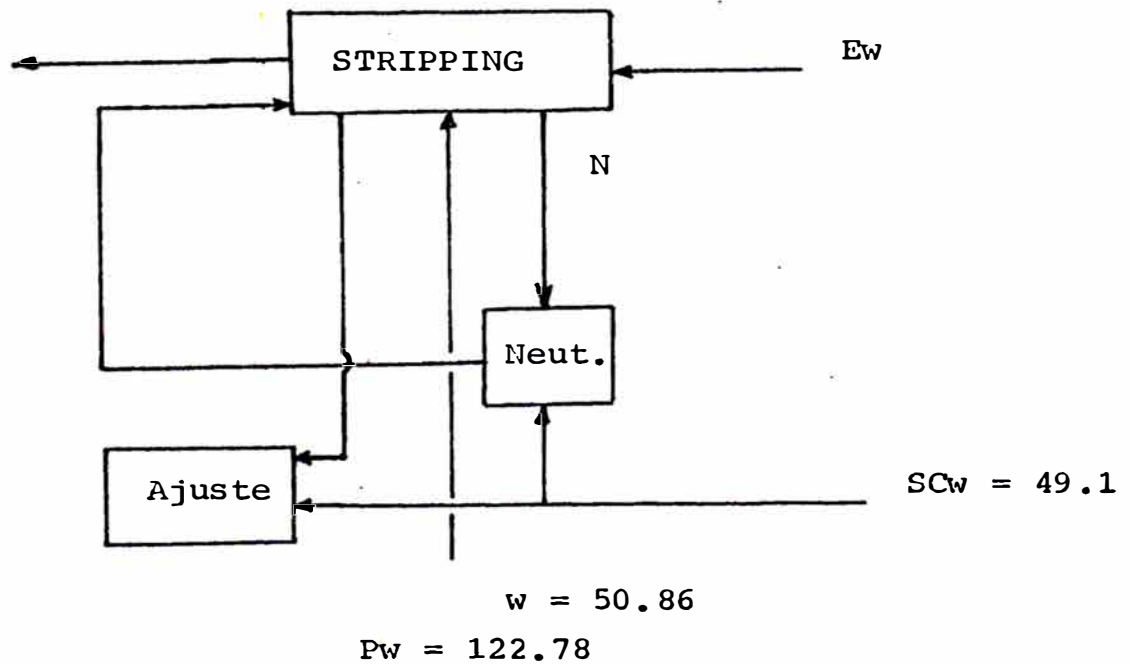 STRIPPING
Ew
N
Neut.
Ajuste
SCw = 49.1
w = 50.86
Pw = 122.78